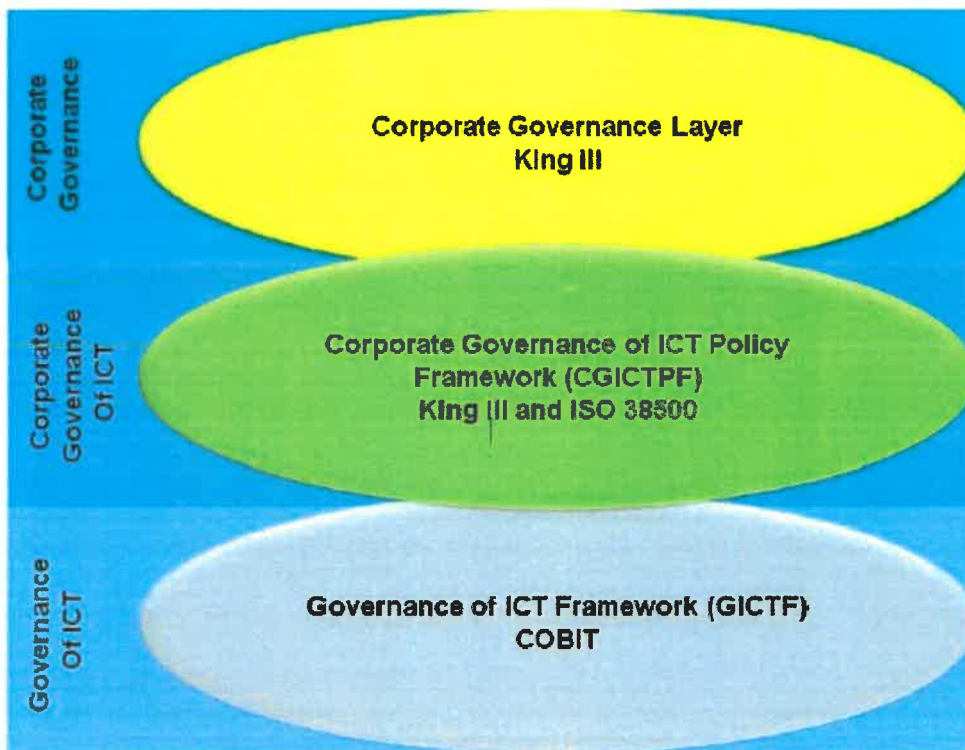 Corporate
Governance
Corporate Governance Layer
King III
Corporate
Governance
Of ICT
Corporate Governance of ICT Policy
Framework (CGICTPF)
King III and ISO 38500
Governance
Of ICT
Governance of ICT Framework (GICTF)
COBIT